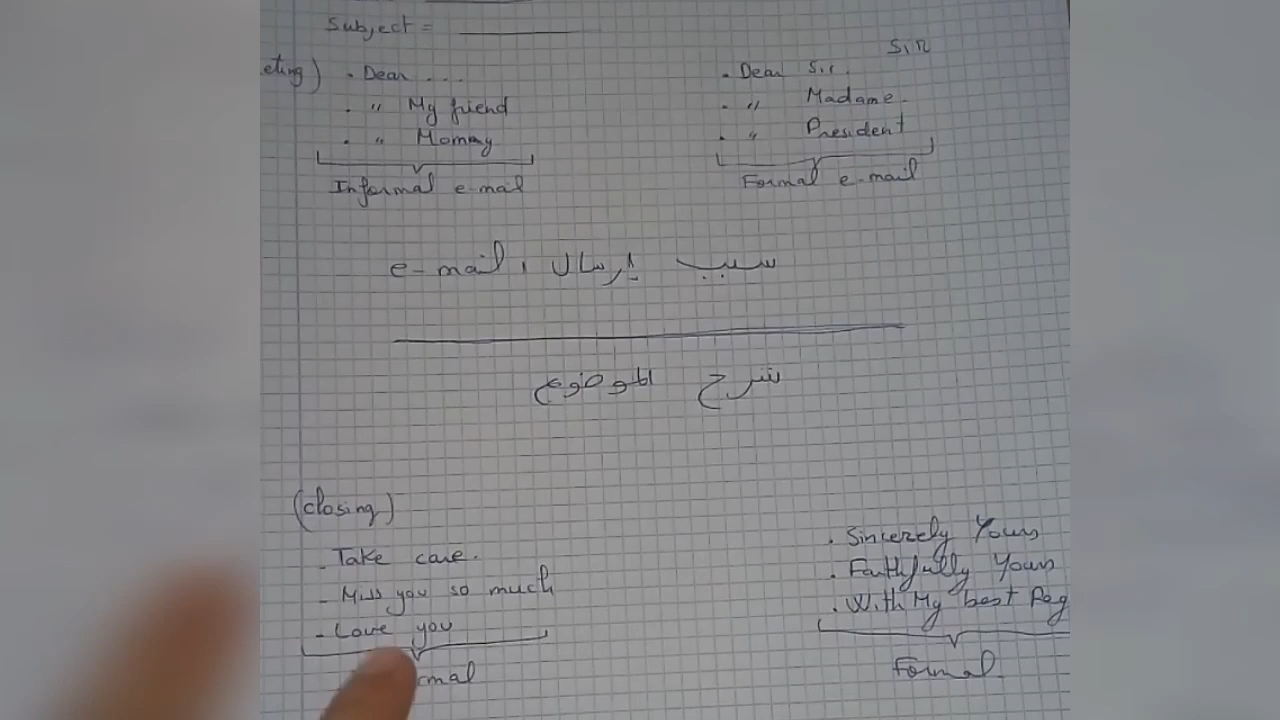 Subject = ________
SiR
eting) . Dear ... . Dear Sir.
. " My friend . " Madame.
. " Mommy . " President
Informal e-mail Formal e-mail
سبب إرسال ا e-mail
شرح الموضوع
(closing)
- Take care. . Sincerely Yours
- Miss you so much . Faithfully Yours
- Love you . With My best Reg
rmal Formal